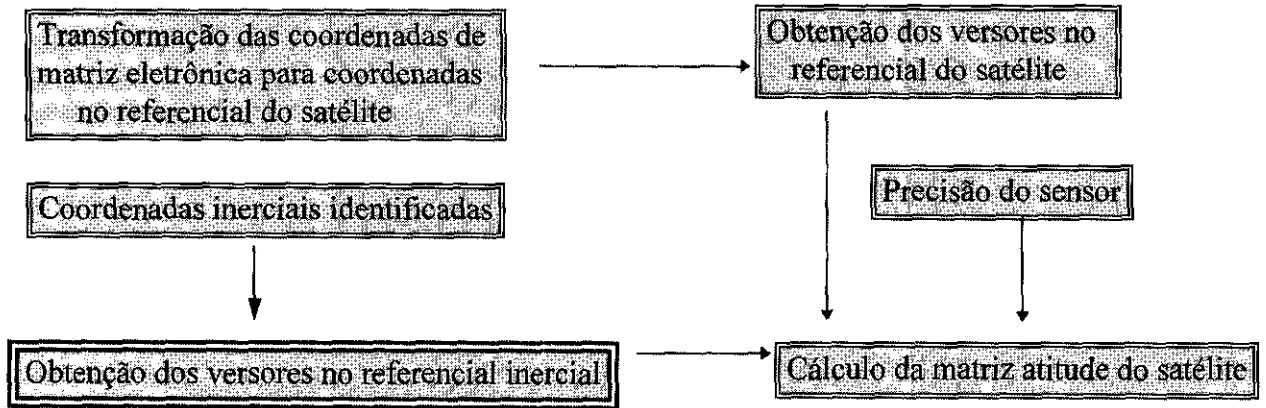 Transformação das coordenadas de
matriz eletrônica para coordenadas
no referencial do satélite
Obtenção dos versores no
referencial do satélite
Coordenadas inerciais identificadas
Precisão do sensor
Obtenção dos versores no referencial inercial
Cálculo da matriz atitude do satélite